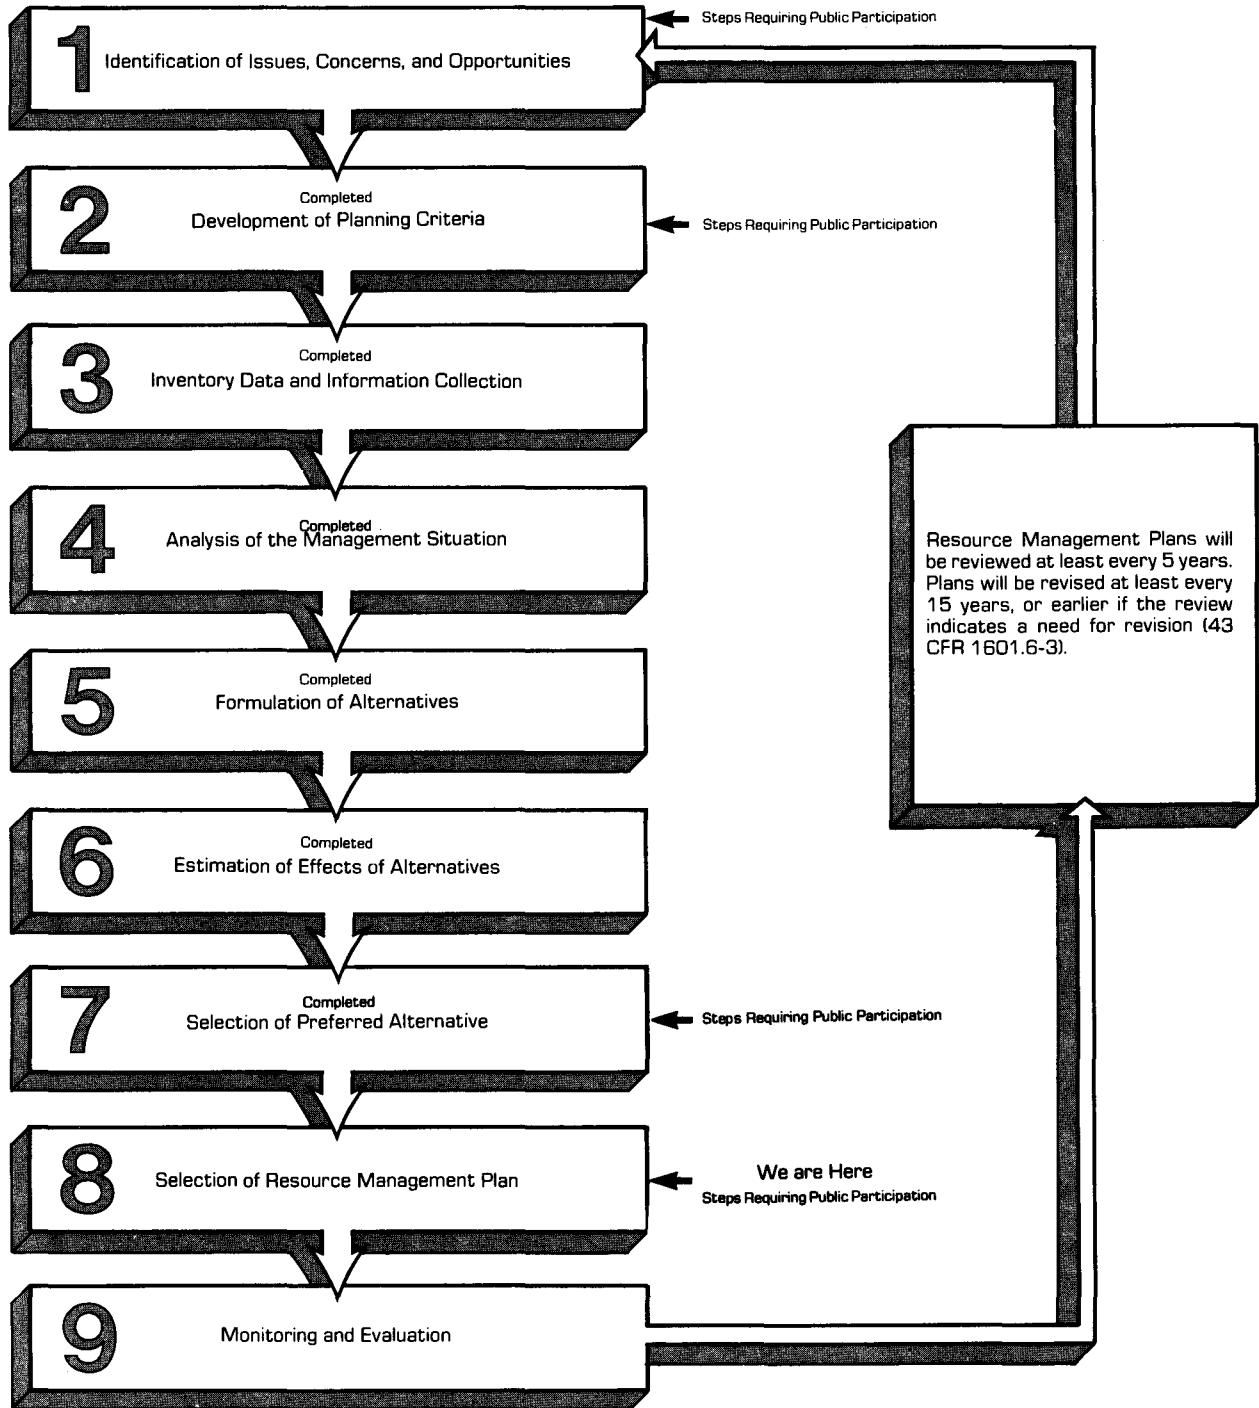 Steps Requiring Public Participation
1
Identification of Issues, Concerns, and Opportunities
2
Completed
Development of Planning Criteria
Steps Requiring Public Participation
3
Completed
Inventory Data and Information Collection
4
Completed
Analysis of the Management Situation
5
Completed
Formulation of Alternatives
6
Completed
Estimation of Effects of Alternatives
7
Completed
Selection of Preferred Alternative
Steps Requiring Public Participation
8
Selection of Resource Management Plan
We are Here
Steps Requiring Public Participation
9
Monitoring and Evaluation
Resource Management Plans will
be reviewed at least every 5 years.
Plans will be revised at least every
15 years, or earlier if the review
indicates a need for revision (43
CFR 1601.6-3).